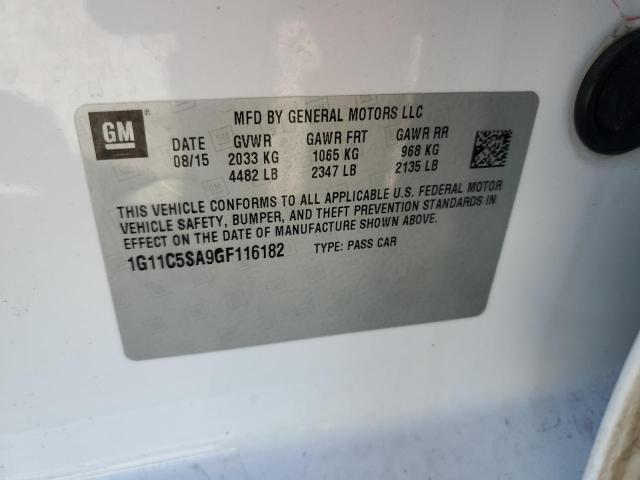 MFD BY GENERAL MOTORS LLC
GM
DATE GVWR GAWR FRT GAWR RR
08/15 2033 KG 1065 KG 968 KG
4482 LB 2347 LB 2135 LB
THIS VEHICLE CONFORMS TO ALL APPLICABLE U.S. FEDERAL MOTOR
VEHICLE SAFETY, BUMPER, AND THEFT PREVENTION STANDARDS IN
EFFECT ON THE DATE OF MANUFACTURE SHOWN ABOVE.
1G11C5SA9GF116182 TYPE: PASS CAR